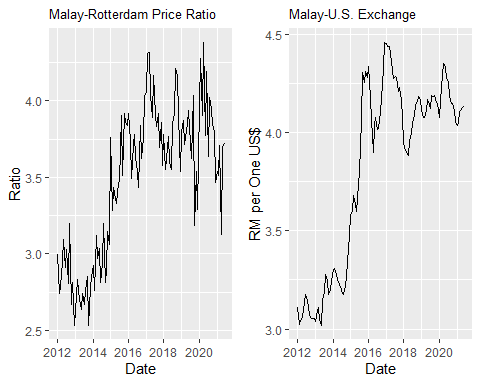 Malay-Rotterdam Price Ratio
4.0
3.5
3.0
2.5
Ratio
2012 2014 2016 2018 2020
Date
Malay-U.S. Exchange
4.5
4.0
3.5
3.0
RM per One US$
2012 2014 2016 2018 2020
Date